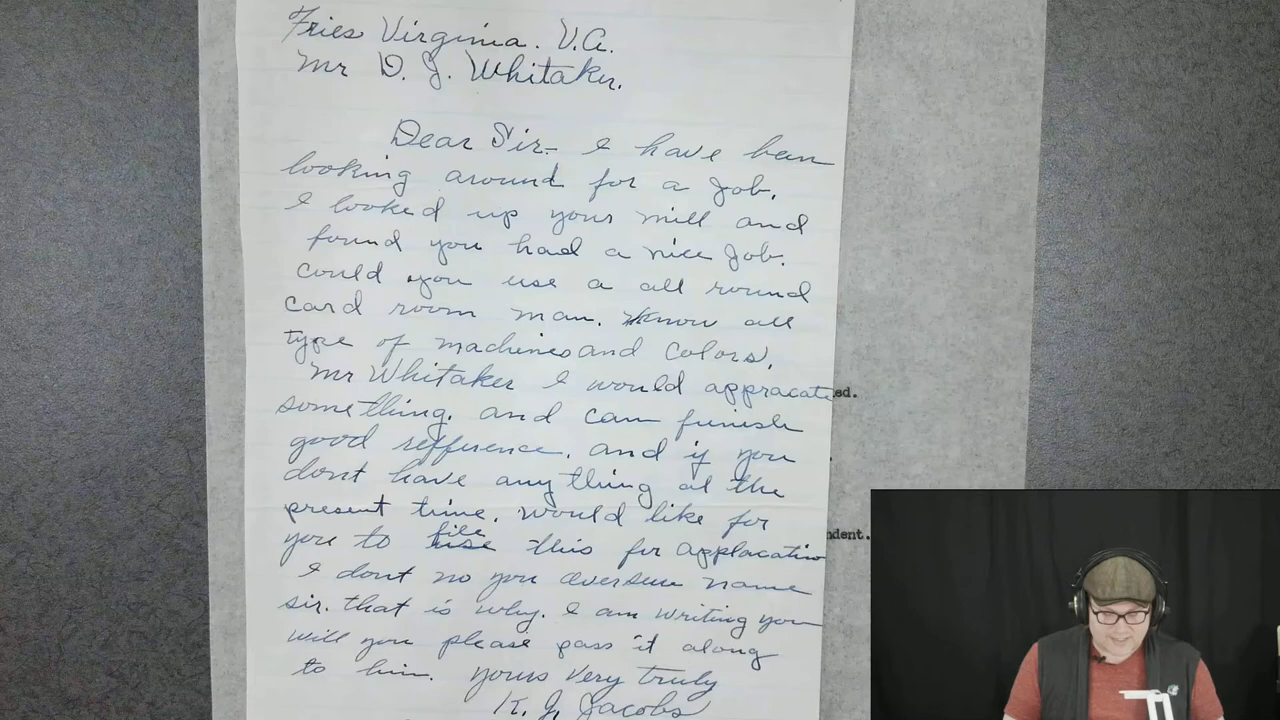 Fries Virginia. V.A.
Mr D. J. Whitaker.
Dear Sir- I have ben
looking around for a Job.
I looked up your mill and
found you had a nice Job.
Could you use a all round
card room man. Know all
type of machines and Colors.
Mr Whitaker I would appracate
something. and can funish
good refference. and if you
dont have any thing at the
present time. would like for
you to file this for applacation
I dont no you overseer name
sir. that is why. I am writing you
will you please pass it along
to him. yours Very truly
K. J. Jacobs
ed.
ndent.